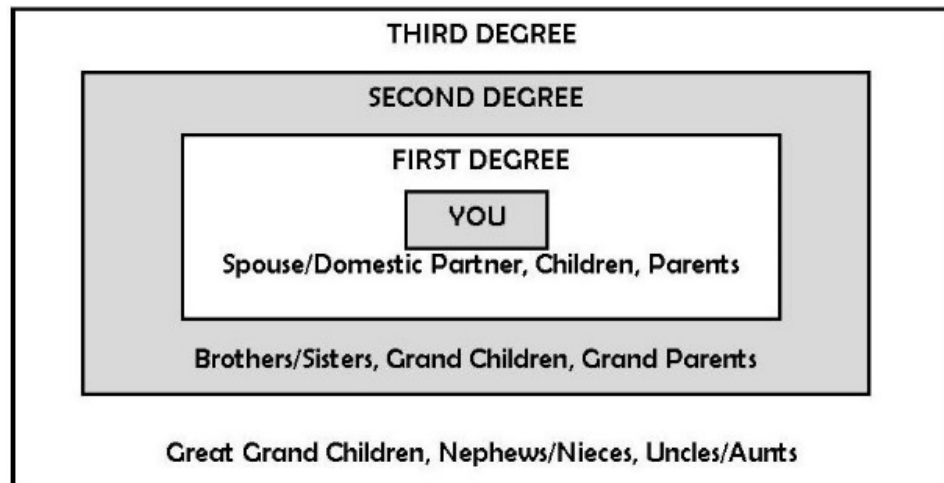 THIRD DEGREE
SECOND DEGREE
FIRST DEGREE
YOU
Spouse/Domestic Partner, Children, Parents
Brothers/Sisters, Grand Children, Grand Parents
Great Grand Children, Nephews/Nieces, Uncles/Aunts